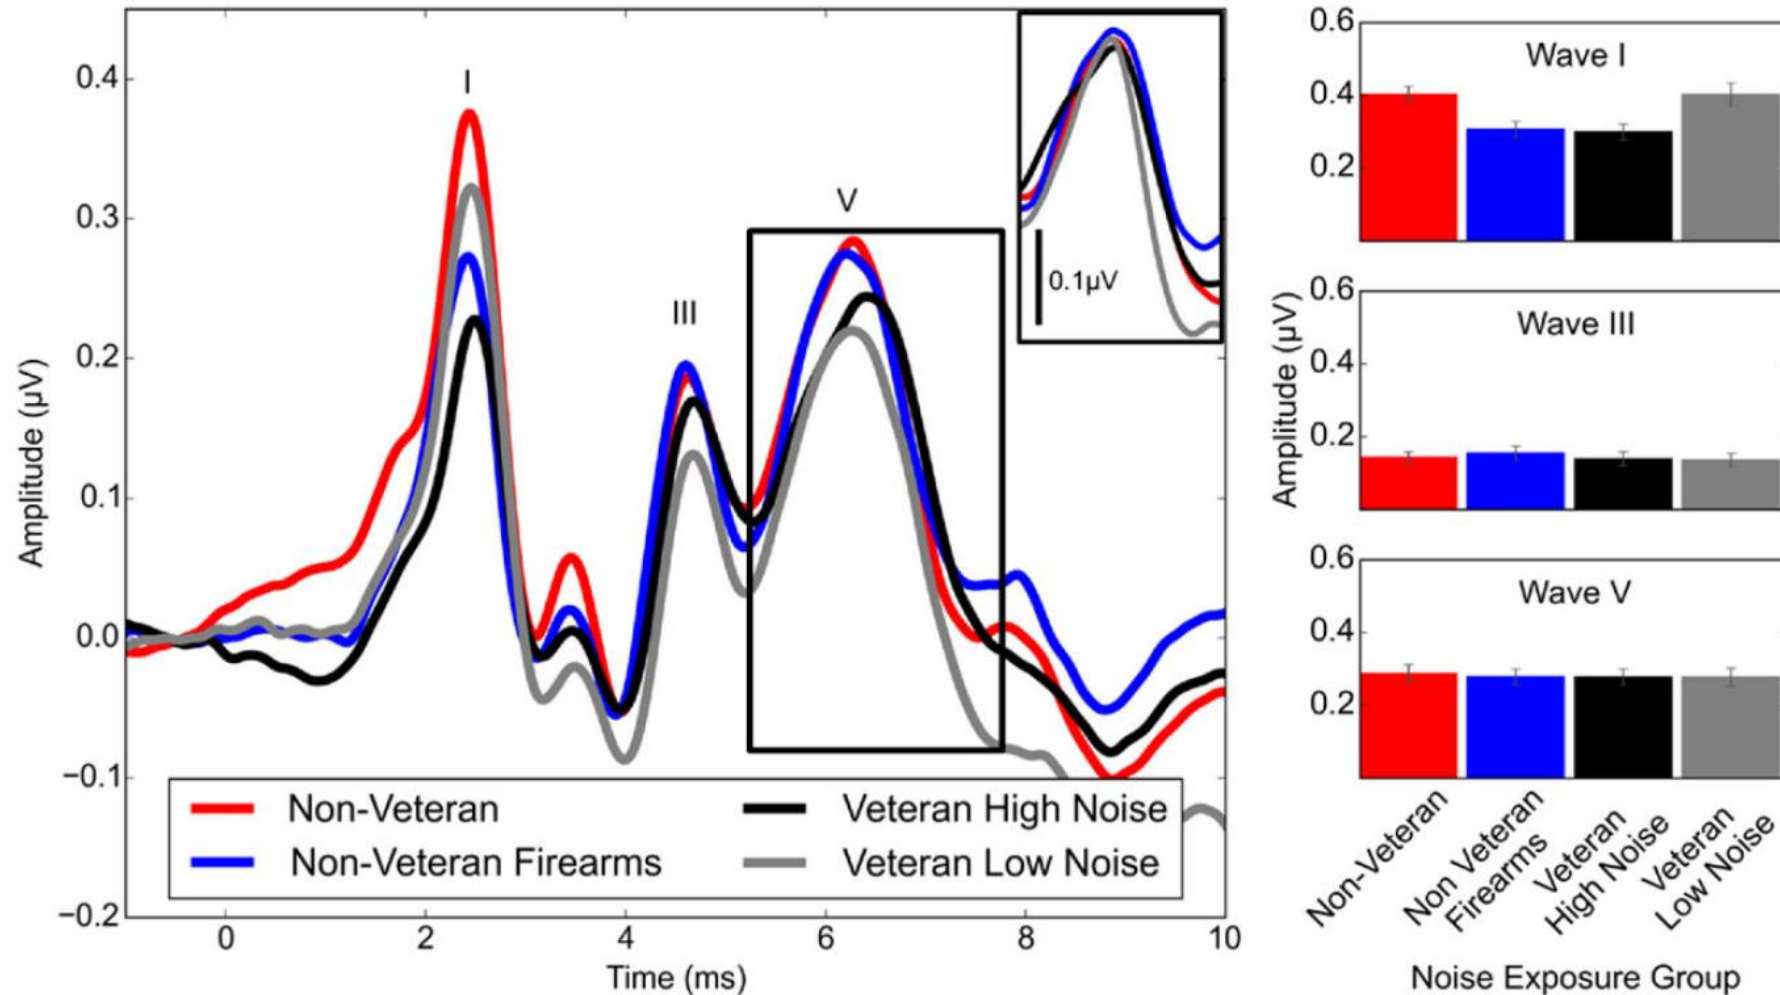 I
III
V
0.1μV
0.4
0.3
0.2
0.1
0.0
−0.1
−0.2
Amplitude (μV)
Non-Veteran
Veteran High Noise
Non-Veteran Firearms
Veteran Low Noise
0 2 4 6 8 10
Time (ms)
0.6
Wave I
0.4
0.2
0.6
Wave III
0.4
0.2
Amplitude (μV)
0.6
Wave V
0.4
0.2
Non-Veteran
Non Veteran
Firearms
Veteran
High Noise
Veteran
Low Noise
Noise Exposure Group